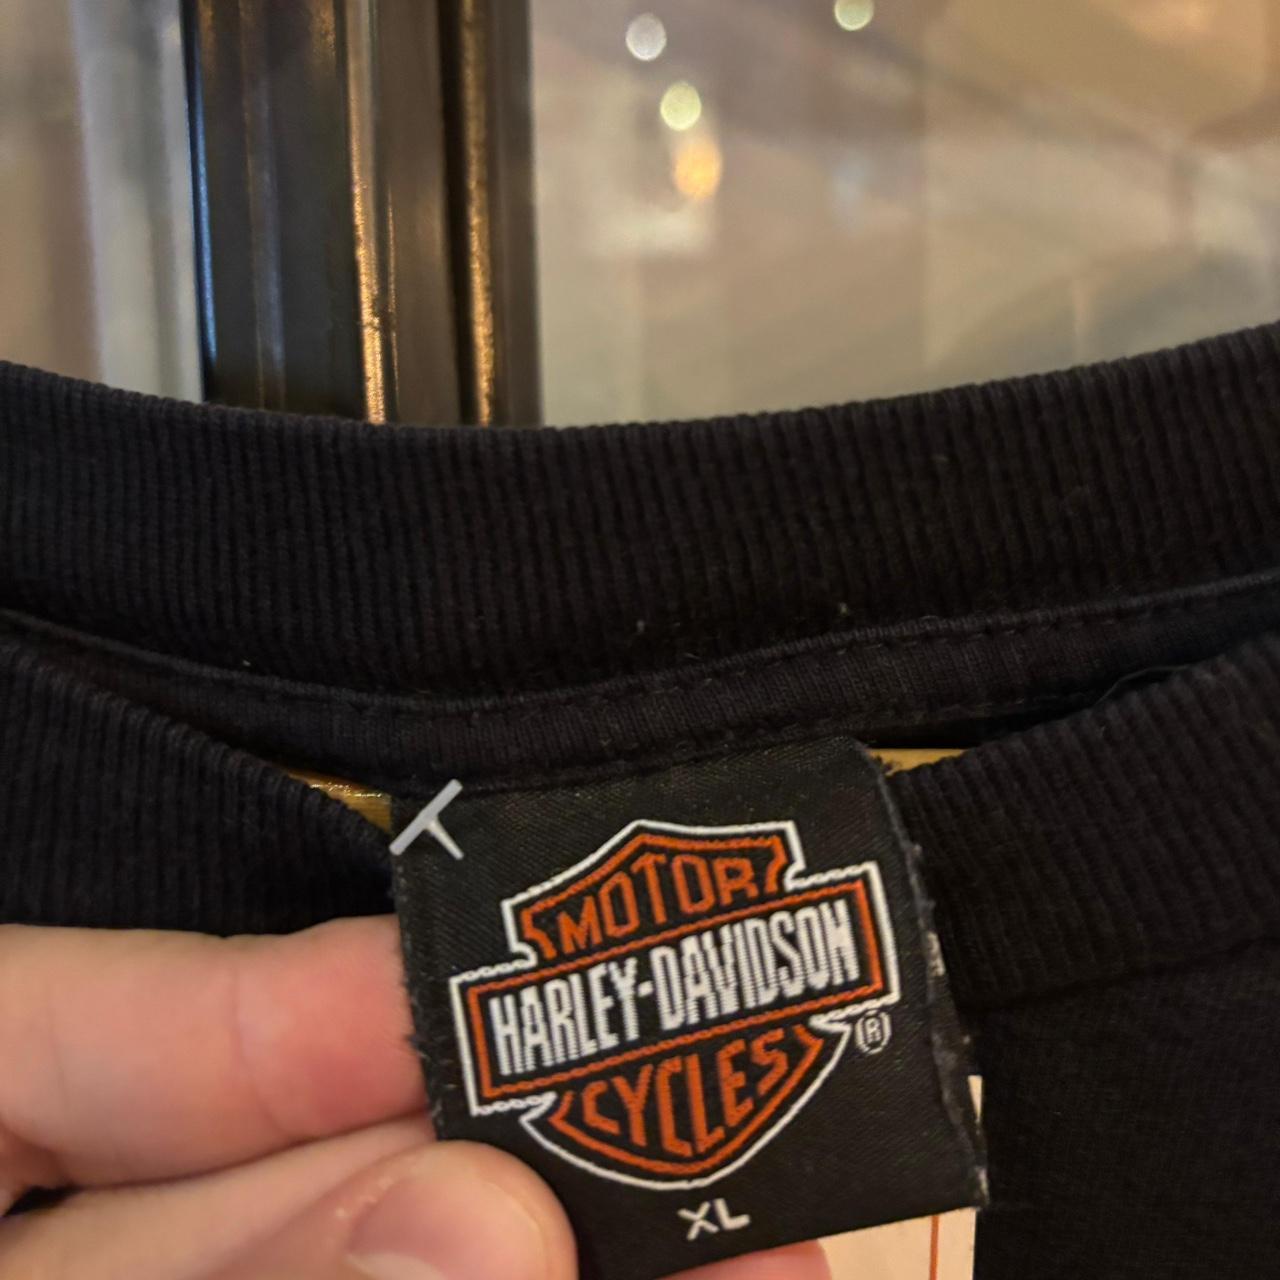 MOTOR
HARLEY-DAVIDSON
CYCLES
®
XL